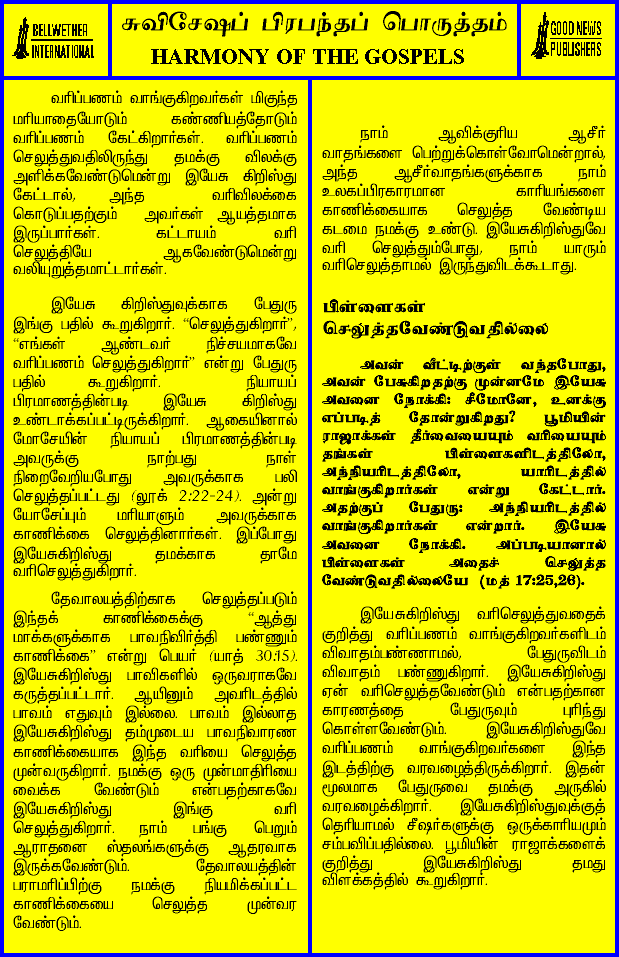 BELLWETHER
INTERNATIONAL
சுவிசேஷப் பிரபந்தப் பொருத்தம்
HARMONY OF THE GOSPELS
GOOD NEWS
PUBLISHERS
வரிப்பணம் வாங்குகிறவர்கள் மிகுந்த
மரியாதையோடும் கண்ணியத்தோடும்
வரிப்பணம் கேட்கிறார்கள். வரிப்பணம்
செலுத்துவதிலிருந்து தமக்கு விலக்கு
அளிக்கவேண்டுமென்று இயேசு கிறிஸ்து
கேட்டால், அந்த வரிவிலக்கை
கொடுப்பதற்கும் அவர்கள் ஆயத்தமாக
இருப்பார்கள். கட்டாயம் வரி
செலுத்தியே ஆகவேண்டுமென்று
வலியுறுத்தமாட்டார்கள்.
இயேசு கிறிஸ்துவுக்காக பேதுரு
இங்கு பதில் கூறுகிறார். “செலுத்துகிறார்”,
“எங்கள் ஆண்டவர் நிச்சயமாகவே
வரிப்பணம் செலுத்துகிறார்” என்று பேதுரு
பதில் கூறுகிறார். நியாயப்
பிரமாணத்தின்படி இயேசு கிறிஸ்து
உண்டாக்கப்பட்டிருக்கிறார். ஆகையினால்
மோசேயின் நியாயப் பிரமாணத்தின்படி
அவருக்கு நாற்பது நாள்
நிறைவேறியபோது அவருக்காக பலி
செலுத்தப்பட்டது (லூக் 2:22-24). அன்று
யோசேப்பும் மரியாளும் அவருக்காக
காணிக்கை செலுத்தினார்கள். இப்போது
இயேசுகிறிஸ்து தமக்காக தாமே
வரிசெலுத்துகிறார்.
தேவாலயத்திற்காக செலுத்தப்படும்
இந்தக் காணிக்கைக்கு “ஆத்து
மாக்களுக்காக பாவநிவிர்த்தி பண்ணும்
காணிக்கை” என்று பெயர் (யாத் 30:15).
இயேசுகிறிஸ்து பாவிகளில் ஒருவராகவே
கருத்தப்பட்டார். ஆயினும் அவரிடத்தில்
பாவம் எதுவும் இல்லை. பாவம் இல்லாத
இயேசுகிறிஸ்து தம்முடைய பாவநிவாரண
காணிக்கையாக இந்த வரியை செலுத்த
முன்வருகிறார். நமக்கு ஒரு முன்மாதிரியை
வைக்க வேண்டும் என்பதற்காகவே
இயேசுகிறிஸ்து இங்கு வரி
செலுத்துகிறார். நாம் பங்கு பெறும்
ஆராதனை ஸ்தலங்களுக்கு ஆதரவாக
இருக்கவேண்டும். தேவாலயத்தின்
பராமரிப்பிற்கு நமக்கு நியமிக்கப்பட்ட
காணிக்கையை செலுத்த முன்வர
வேண்டும்.
நாம் ஆவிக்குரிய ஆசீர்
வாதங்களை பெற்றுக்கொள்வோமென்றால்,
அந்த ஆசீர்வாதங்களுக்காக நாம்
உலகப்பிரகாரமான காரியங்களை
காணிக்கையாக செலுத்த வேண்டிய
கடமை நமக்கு உண்டு. இயேசுகிறிஸ்துவே
வரி செலுத்தும்போது, நாம் யாரும்
வரிசெலுத்தாமல் இருந்துவிடக்கூடாது.
பிள்ளைகள்
செலுத்தவேண்டுவதில்லை
அவன் வீட்டிற்குள் வந்தபோது,
அவன் பேசுகிறதற்கு முன்னமே இயேசு
அவனை நோக்கி: சீமோனே, உனக்கு
எப்படித் தோன்றுகிறது? பூமியின்
ராஜாக்கள் தீர்வையையும் வரியையும்
தங்கள் பிள்ளைகளிடத்திலோ,
அந்நியரிடத்திலோ, யாரிடத்தில்
வாங்குகிறார்கள் என்று கேட்டார்.
அதற்குப் பேதுரு: அந்நியரிடத்தில்
வாங்குகிறார்கள் என்றார். இயேசு
அவனை நோக்கி. அப்படியானால்
பிள்ளைகள் அதைச் செலுத்த
வேண்டுவதில்லையே (மத் 17:25,26).
இயேசுகிறிஸ்து வரிசெலுத்துவதைக்
குறித்து வரிப்பணம் வாங்குகிறவர்களிடம்
விவாதம்பண்ணாமல், பேதுருவிடம்
விவாதம் பண்ணுகிறார். இயேசுகிறிஸ்து
ஏன் வரிசெலுத்தவேண்டும் என்பதற்கான
காரணத்தை பேதுருவும் புரிந்து
கொள்ளவேண்டும். இயேசுகிறிஸ்துவே
வரிப்பணம் வாங்குகிறவர்களை இந்த
இடத்திற்கு வரவழைத்திருக்கிறார். இதன்
மூலமாக பேதுருவை தமக்கு அருகில்
வரவழைக்கிறார். இயேசுகிறிஸ்துவுக்குத்
தெரியாமல் சீஷர்களுக்கு ஒருக்காரியமும்
சம்பவிப்பதில்லை. பூமியின் ராஜாக்களைக்
குறித்து இயேசுகிறிஸ்து தமது
விளக்கத்தில் கூறுகிறார்.